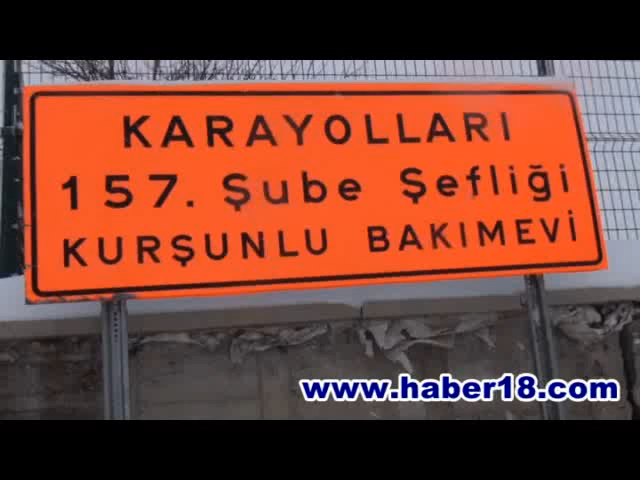 KARAYOLLARI
157. Şube Şefliği
KURŞUNLU BAKIMEVİ
www.haber18.com